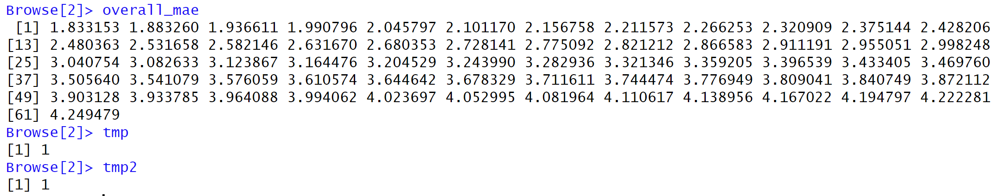 Browse[2]> overall_mae
 [1] 1.833153 1.883260 1.936611 1.990796 2.045797 2.101170 2.156758 2.211573 2.266253 2.320909 2.375144 2.428206
[13] 2.480363 2.531658 2.582146 2.631670 2.680353 2.728141 2.775092 2.821212 2.866583 2.911191 2.955051 2.998248
[25] 3.040754 3.082633 3.123867 3.164476 3.204529 3.243990 3.282936 3.321346 3.359205 3.396539 3.433405 3.469760
[37] 3.505640 3.541079 3.576059 3.610574 3.644642 3.678329 3.711611 3.744474 3.776949 3.809041 3.840749 3.872112
[49] 3.903128 3.933785 3.964088 3.994062 4.023697 4.052995 4.081964 4.110617 4.138956 4.167022 4.194797 4.222281
[61] 4.249479
Browse[2]> tmp
[1] 1
Browse[2]> tmp2
[1] 1